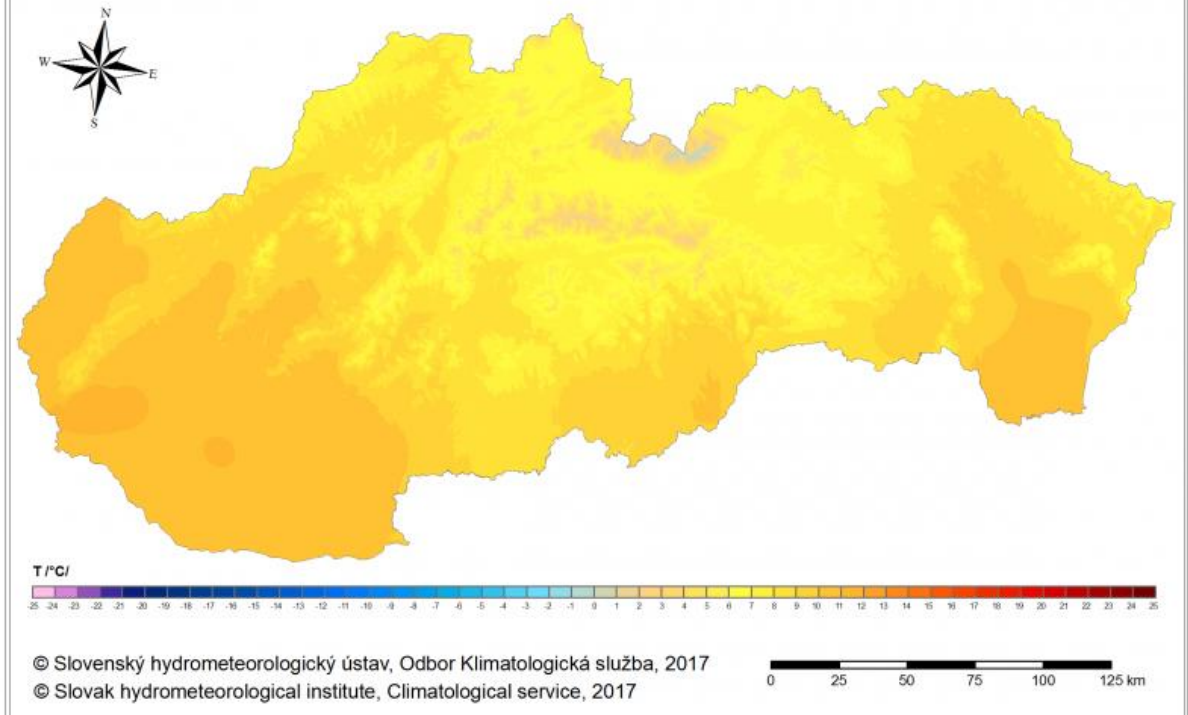 N
W
E
S
T /°C/
-25 -24 -23 -22 -21 -20 -19 -18 -17 -16 -15 -14 -13 -12 -11 -10 -9 -8 -7 -6 -5 -4 -3 -2 -1 0 1 2 3 4 5 6 7 8 9 10 11 12 13 14 15 16 17 18 19 20 21 22 23 24 25
© Slovenský hydrometeorologický ústav, Odbor Klimatologická služba, 2017
© Slovak hydrometeorological institute, Climatological service, 2017
0 25 50 75 100 125 km